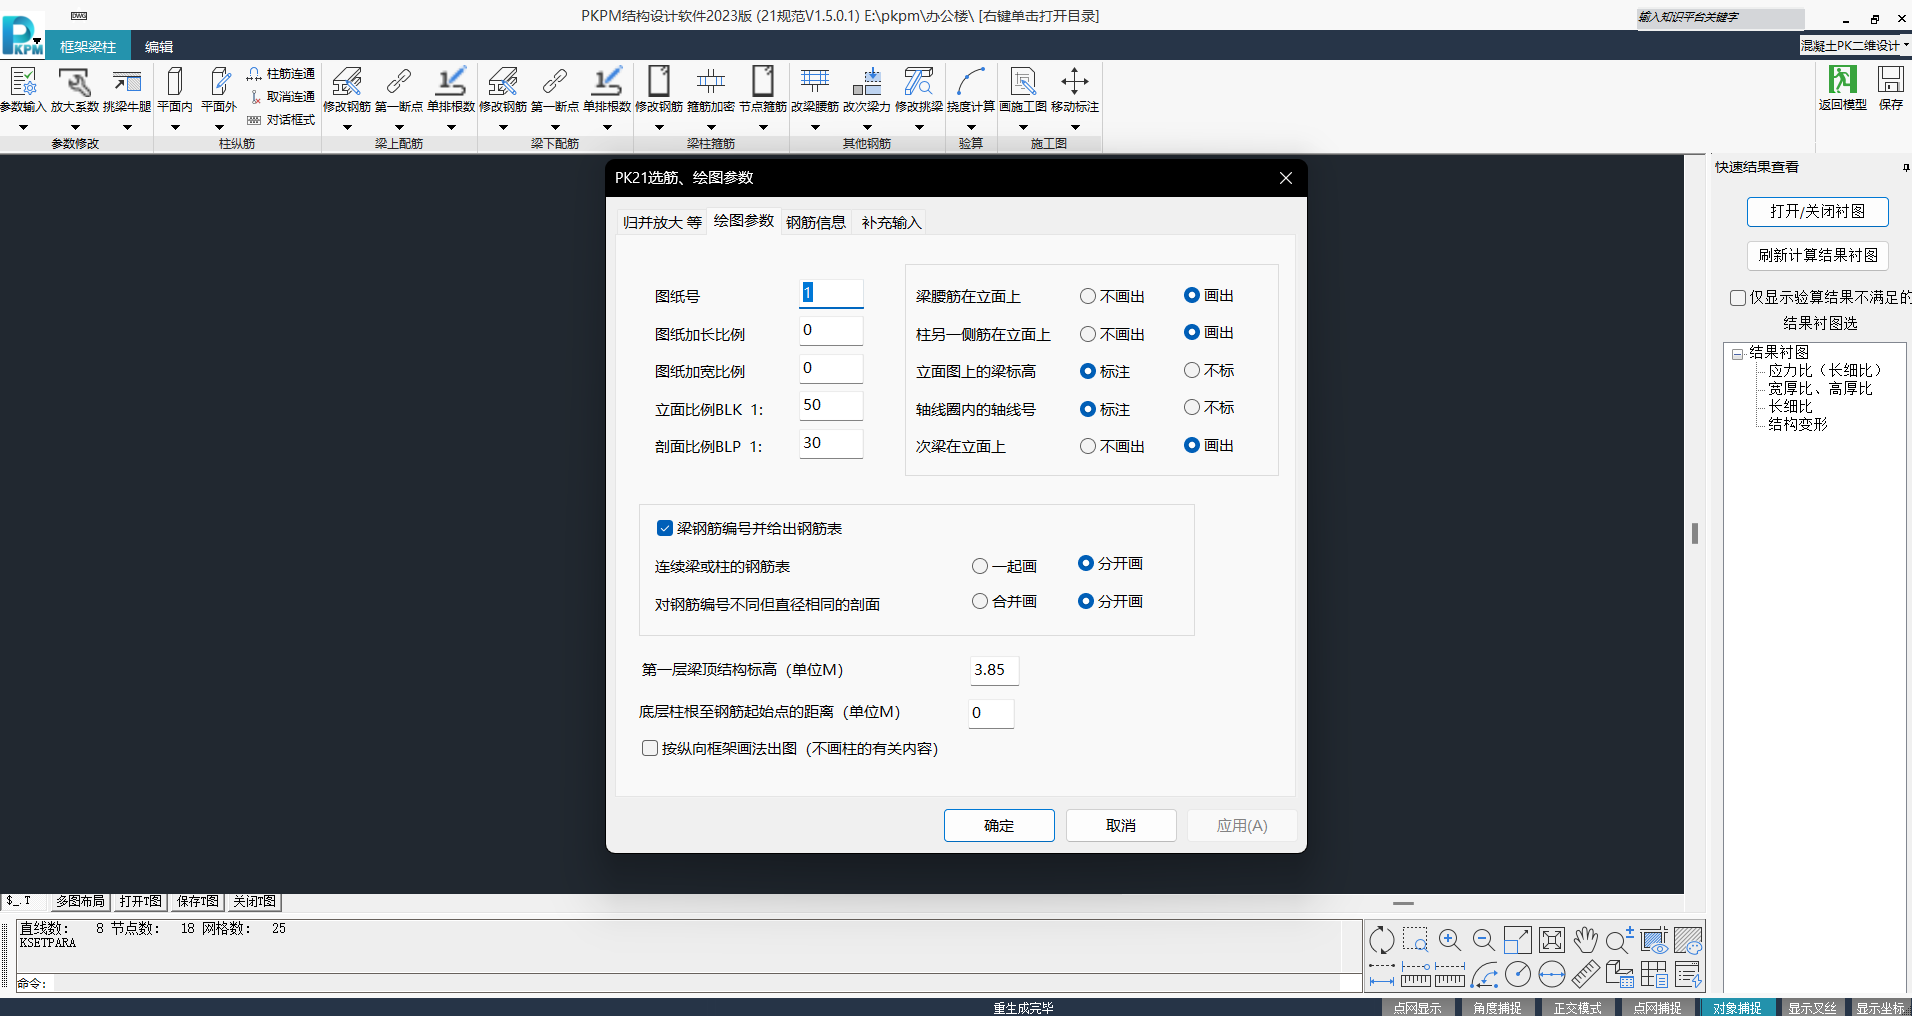 DWG
PKPM结构设计软件2023版 (21规范V1.5.0.1) E:\pkpm\办公楼\ [右键单击打开目录]
输入知识平台关键字
PKPM
框架梁柱 编辑
混凝土PK二维设计
柱筋连通
取消连通
对话框式
参数输入 放大系数 挑梁牛腿 平面内 平面外 修改钢筋 第一断点 单排根数 修改钢筋 第一断点 单排根数 修改钢筋 箍筋加密 节点箍筋 改梁腰筋 改次梁力 修改挑梁 挠度计算 画施工图 移动标注 返回模型 保存
参数修改 柱纵筋 梁上配筋 梁下配筋 梁柱箍筋 其他钢筋 验算 施工图
PK21选筋、绘图参数
归并放大 等 绘图参数 钢筋信息 补充输入
图纸号 1
图纸加长比例 0
图纸加宽比例 0
立面比例BLK 1: 50
剖面比例BLP 1: 30
梁腰筋在立面上 不画出 画出
柱另一侧筋在立面上 不画出 画出
立面图上的梁标高 标注 不标
轴线圈内的轴线号 标注 不标
次梁在立面上 不画出 画出
梁钢筋编号并给出钢筋表
连续梁或柱的钢筋表 一起画 分开画
对钢筋编号不同但直径相同的剖面 合并画 分开画
第一层梁顶结构标高 (单位M) 3.85
底层柱根至钢筋起始点的距离 (单位M) 0
按纵向框架画法出图 (不画柱的有关内容)
确定 取消 应用(A)
快速结果查看
打开/关闭衬图
刷新计算结果衬图
仅显示验算结果不满足的
结果衬图选
结果衬图
应力比（长细比）
宽厚比、高厚比
长细比
结构变形
$_.T 多图布局 打开T图 保存T图 关闭T图
直线数: 8 节点数: 18 网格数: 25
KSETPARA
命令:
重生成完毕
点网显示 角度捕捉 正交模式 点网捕捉 对象捕捉 显示叉丝 显示坐标